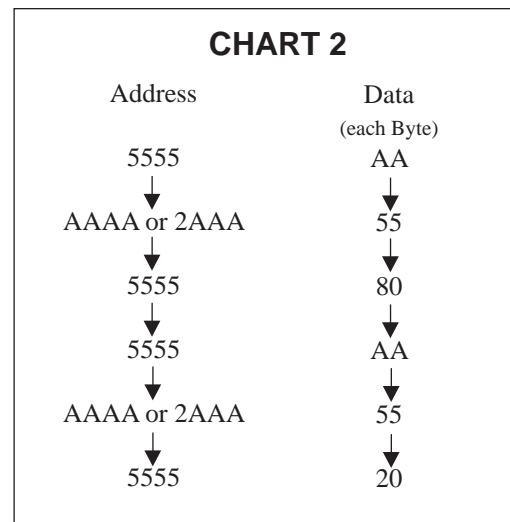 CHART 2
Address Data
(each Byte)
5555 AA
AAAA or 2AAA 55
5555 80
5555 AA
AAAA or 2AAA 55
5555 20